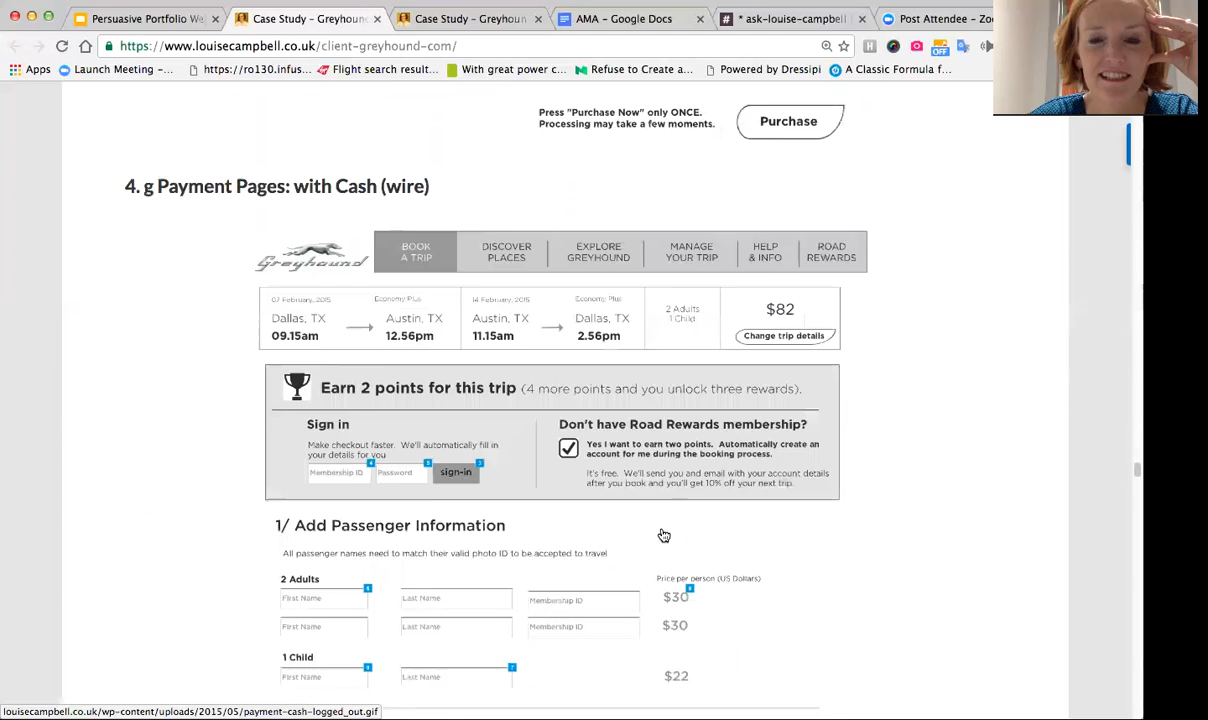 Persuasive Portfolio We
Case Study – Greyhoun
Case Study – Greyhoun
AMA – Google Docs
* ask-louise-campbell
Post Attendee – Zo
https://www.louisecampbell.co.uk/client-greyhound-com/
Apps
Launch Meeting –...
https://ro130.infus...
Flight search result...
With great power c...
Refuse to Create a...
Powered by Dressipi
A Classic Formula f
Press "Purchase Now" only ONCE.
Processing may take a few moments.
Purchase
4. g Payment Pages: with Cash (wire)
Greyhound
BOOK
A TRIP
DISCOVER
PLACES
EXPLORE
GREYHOUND
MANAGE
YOUR TRIP
HELP
& INFO
ROAD
REWARDS
07 February, 2015
Economy Plus
14 February, 2015
Economy Plus
Dallas, TX
Austin, TX
Austin, TX
Dallas, TX
09.15am
12.56pm
11.15am
2.56pm
2 Adults
1 Child
$82
Change trip details
Earn 2 points for this trip (4 more points and you unlock three rewards).
Sign in
Make checkout faster. We'll automatically fill in
your details for you
Membership ID
Password
sign-in
Don't have Road Rewards membership?
Yes I want to earn two points. Automatically create an
account for me during the booking process.
It's free. We'll send you and email with your account details
after you book and you'll get 10% off your next trip.
1/ Add Passenger Information
All passenger names need to match their valid photo ID to be accepted to travel
2 Adults
Price per person (US Dollars)
First Name
Last Name
Membership ID
$30
First Name
Last Name
Membership ID
$30
1 Child
First Name
Last Name
$22
louisecampbell.co.uk/wp-content/uploads/2015/05/payment-cash-logged_out.gif